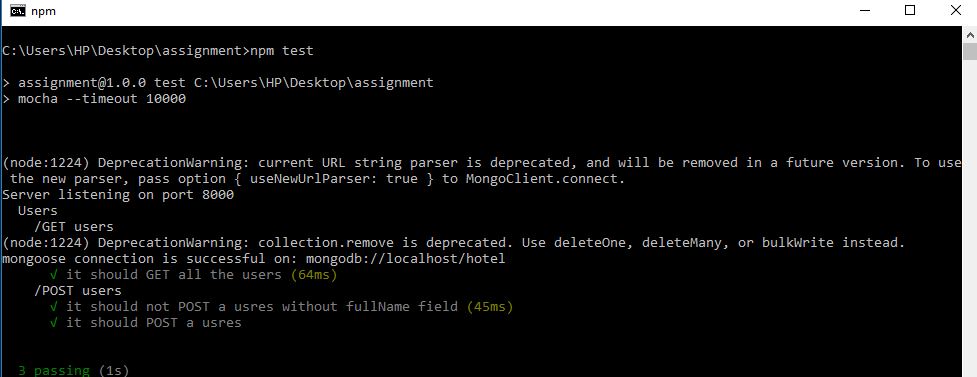 npm
C:\Users\HP\Desktop\assignment>npm test
> assignment@1.0.0 test C:\Users\HP\Desktop\assignment
> mocha --timeout 10000
(node:1224) DeprecationWarning: current URL string parser is deprecated, and will be removed in a future version. To use
 the new parser, pass option { useNewUrlParser: true } to MongoClient.connect.
Server listening on port 8000
  Users
    /GET users
(node:1224) DeprecationWarning: collection.remove is deprecated. Use deleteOne, deleteMany, or bulkWrite instead.
mongoose connection is successful on: mongodb://localhost/hotel
      √ it should GET all the users (64ms)
    /POST users
      √ it should not POST a usres without fullName field (45ms)
      √ it should POST a usres
  3 passing (1s)